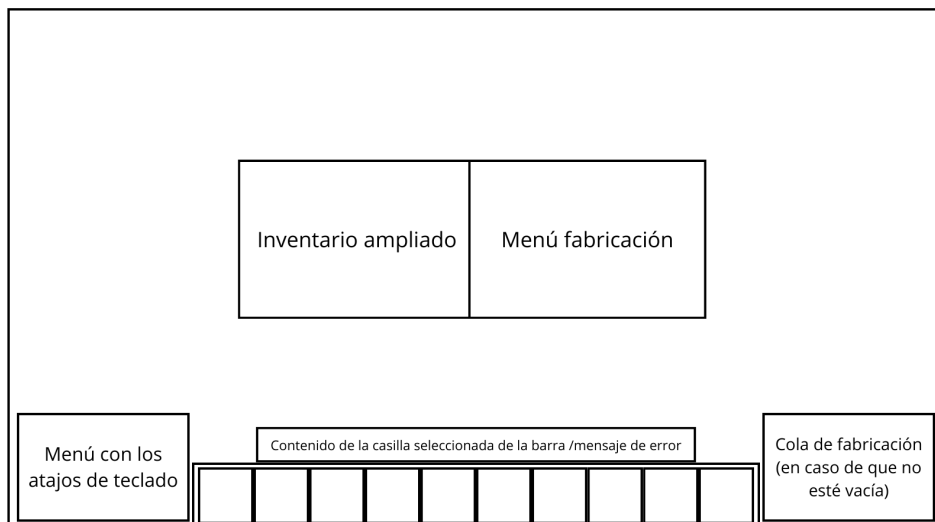 Inventario ampliado
Menú fabricación
Menú con los
atajos de teclado
Contenido de la casilla seleccionada de la barra /mensaje de error
Cola de fabricación
(en caso de que no
esté vacía)